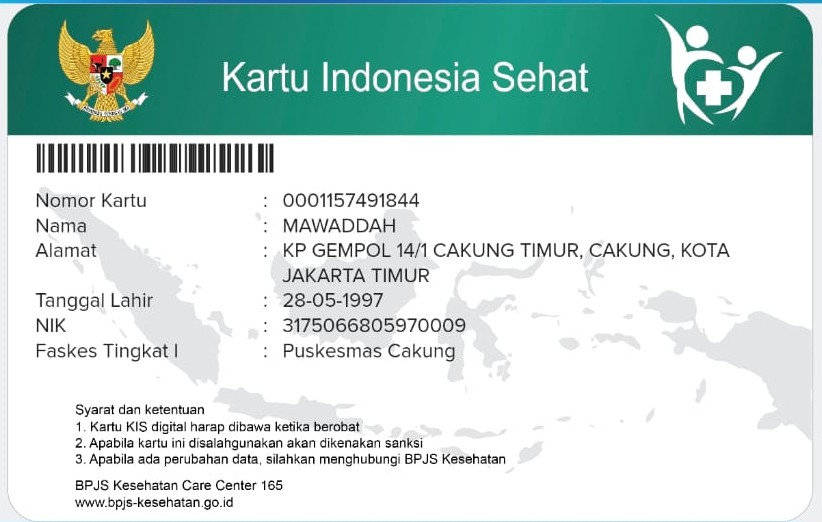 Kartu Indonesia Sehat
Nomor Kartu : 0001157491844
Nama : MAWADDAH
Alamat : KP GEMPOL 14/1 CAKUNG TIMUR, CAKUNG, KOTA
JAKARTA TIMUR
Tanggal Lahir : 28-05-1997
NIK : 3175066805970009
Faskes Tingkat I : Puskesmas Cakung
Syarat dan ketentuan
1. Kartu KIS digital harap dibawa ketika berobat
2. Apabila kartu ini disalahgunakan akan dikenakan sanksi
3. Apabila ada perubahan data, silahkan menghubungi BPJS Kesehatan
BPJS Kesehatan Care Center 165
www.bpjs-kesehatan.go.id